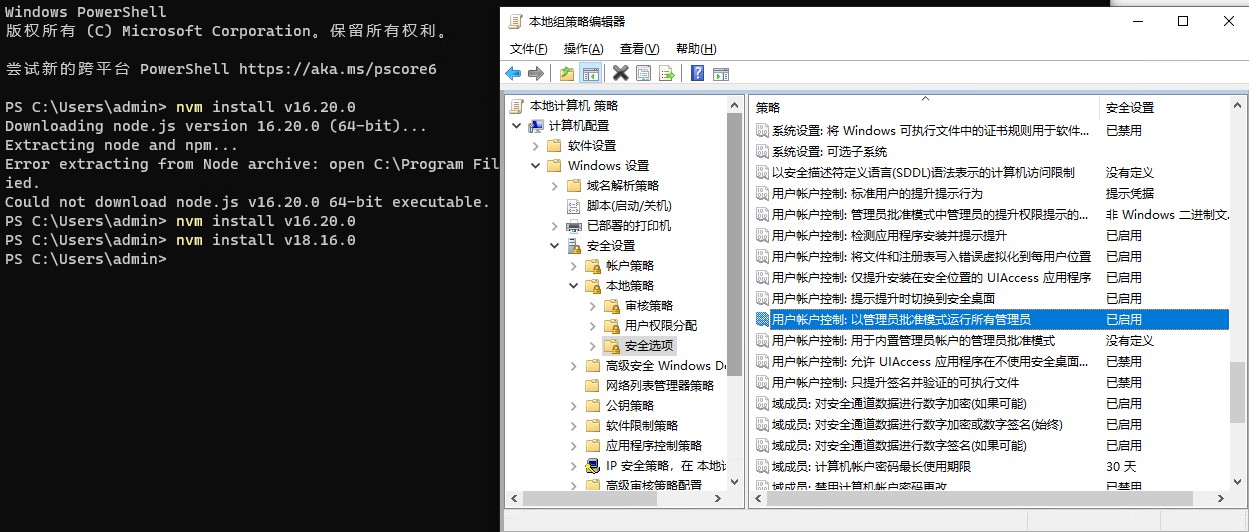 Windows PowerShell
版权所有 (C) Microsoft Corporation。保留所有权利。
尝试新的跨平台 PowerShell https://aka.ms/pscore6
PS C:\Users\admin> nvm install v16.20.0
Downloading node.js version 16.20.0 (64-bit)...
Extracting node and npm...
Error extracting from Node archive: open C:\Program Fil
ied.
Could not download node.js v16.20.0 64-bit executable.
PS C:\Users\admin> nvm install v16.20.0
PS C:\Users\admin> nvm install v18.16.0
PS C:\Users\admin>
本地组策略编辑器
文件(F) 操作(A) 查看(V) 帮助(H)
本地计算机 策略
计算机配置
软件设置
Windows 设置
域名解析策略
脚本(启动/关机)
已部署的打印机
安全设置
帐户策略
本地策略
审核策略
用户权限分配
安全选项
高级安全 Windows De
网络列表管理器策略
公钥策略
软件限制策略
应用程序控制策略
IP 安全策略，在 本地计
高级审核策略配置
策略 安全设置
系统设置: 将 Windows 可执行文件中的证书规则用于软件... 已禁用
系统设置: 可选子系统
以安全描述符定义语言(SDDL)语法表示的计算机访问限制 没有定义
用户帐户控制: 标准用户的提升提示行为 提示凭据
用户帐户控制: 管理员批准模式中管理员的提升权限提示的... 非 Windows 二进制文...
用户帐户控制: 检测应用程序安装并提示提升 已启用
用户帐户控制: 将文件和注册表写入错误虚拟化到每用户位置 已启用
用户帐户控制: 仅提升安装在安全位置的 UIAccess 应用程序 已启用
用户帐户控制: 提示提升时切换到安全桌面 已启用
用户帐户控制: 以管理员批准模式运行所有管理员 已启用
用户帐户控制: 用于内置管理员帐户的管理员批准模式 没有定义
用户帐户控制: 允许 UIAccess 应用程序在不使用安全桌面... 已禁用
用户帐户控制: 只提升签名并验证的可执行文件 已禁用
域成员: 对安全通道数据进行数字加密(如果可能) 已启用
域成员: 对安全通道数据进行数字加密或数字签名(始终) 已启用
域成员: 对安全通道数据进行数字签名(如果可能) 已启用
域成员: 计算机帐户密码最长使用期限 30 天
域成员: 禁用计算机帐户密码更改 已禁用